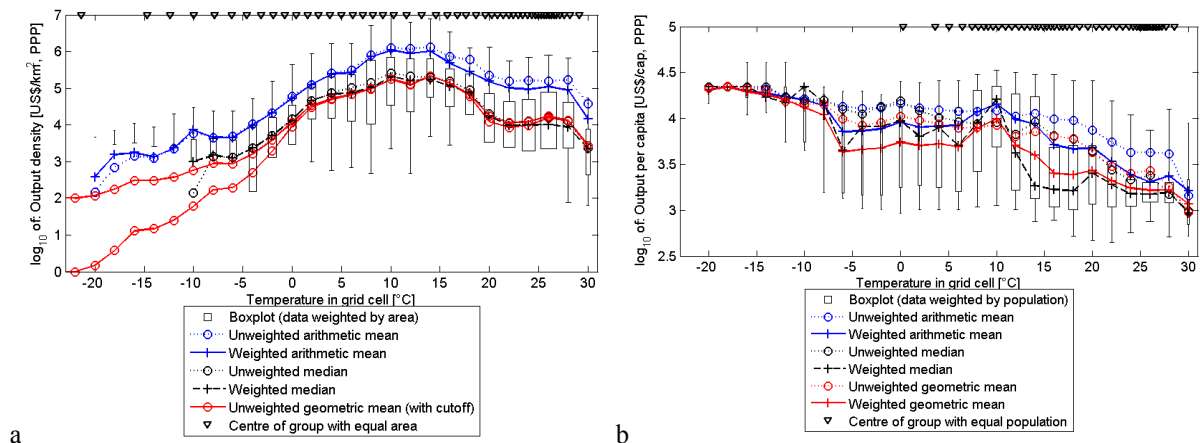 7
6
5
4
3
2
1
0
log10 of: Output density [US$/km², PPP]
-20 -15 -10 -5 0 5 10 15 20 25 30
Temperature in grid cell [°C]
Boxplot (data weighted by area)
Unweighted arithmetic mean
Weighted arithmetic mean
Unweighted median
Weighted median
Unweighted geometric mean (with cutoff)
Centre of group with equal area
a
5
4.5
4
3.5
3
2.5
log10 of: Output per capita [US$/cap, PPP]
-20 -15 -10 -5 0 5 10 15 20 25 30
Temperature in grid cell [°C]
Boxplot (data weighted by population)
Unweighted arithmetic mean
Weighted arithmetic mean
Unweighted median
Weighted median
Unweighted geometric mean
Weighted geometric mean
Centre of group with equal population
b